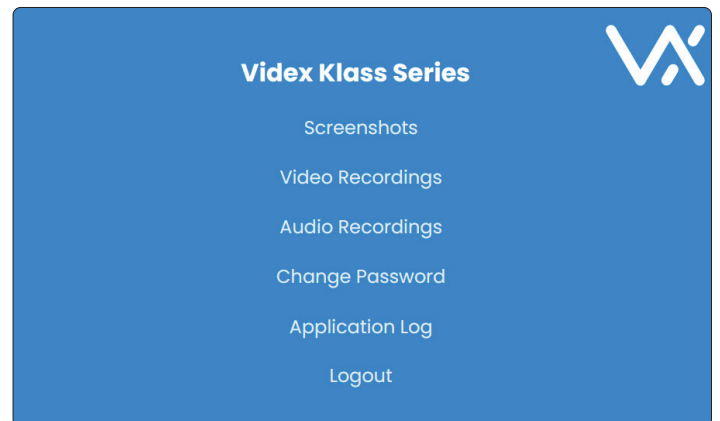 Videx Klass Series
Screenshots
Video Recordings
Audio Recordings
Change Password
Application Log
Logout